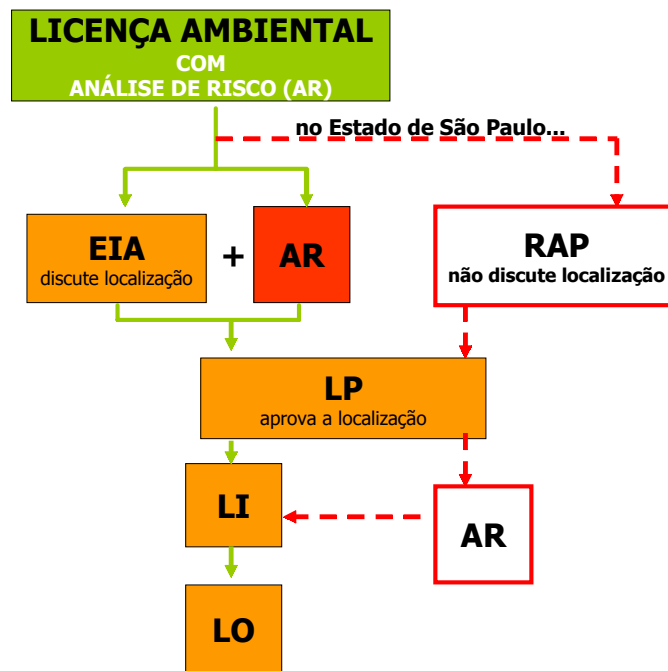 LICENÇA AMBIENTAL
COM
ANÁLISE DE RISCO (AR)
no Estado de São Paulo...
EIA
discute localização
+
AR
RAP
não discute localização
LP
aprova a localização
LI
AR
LO